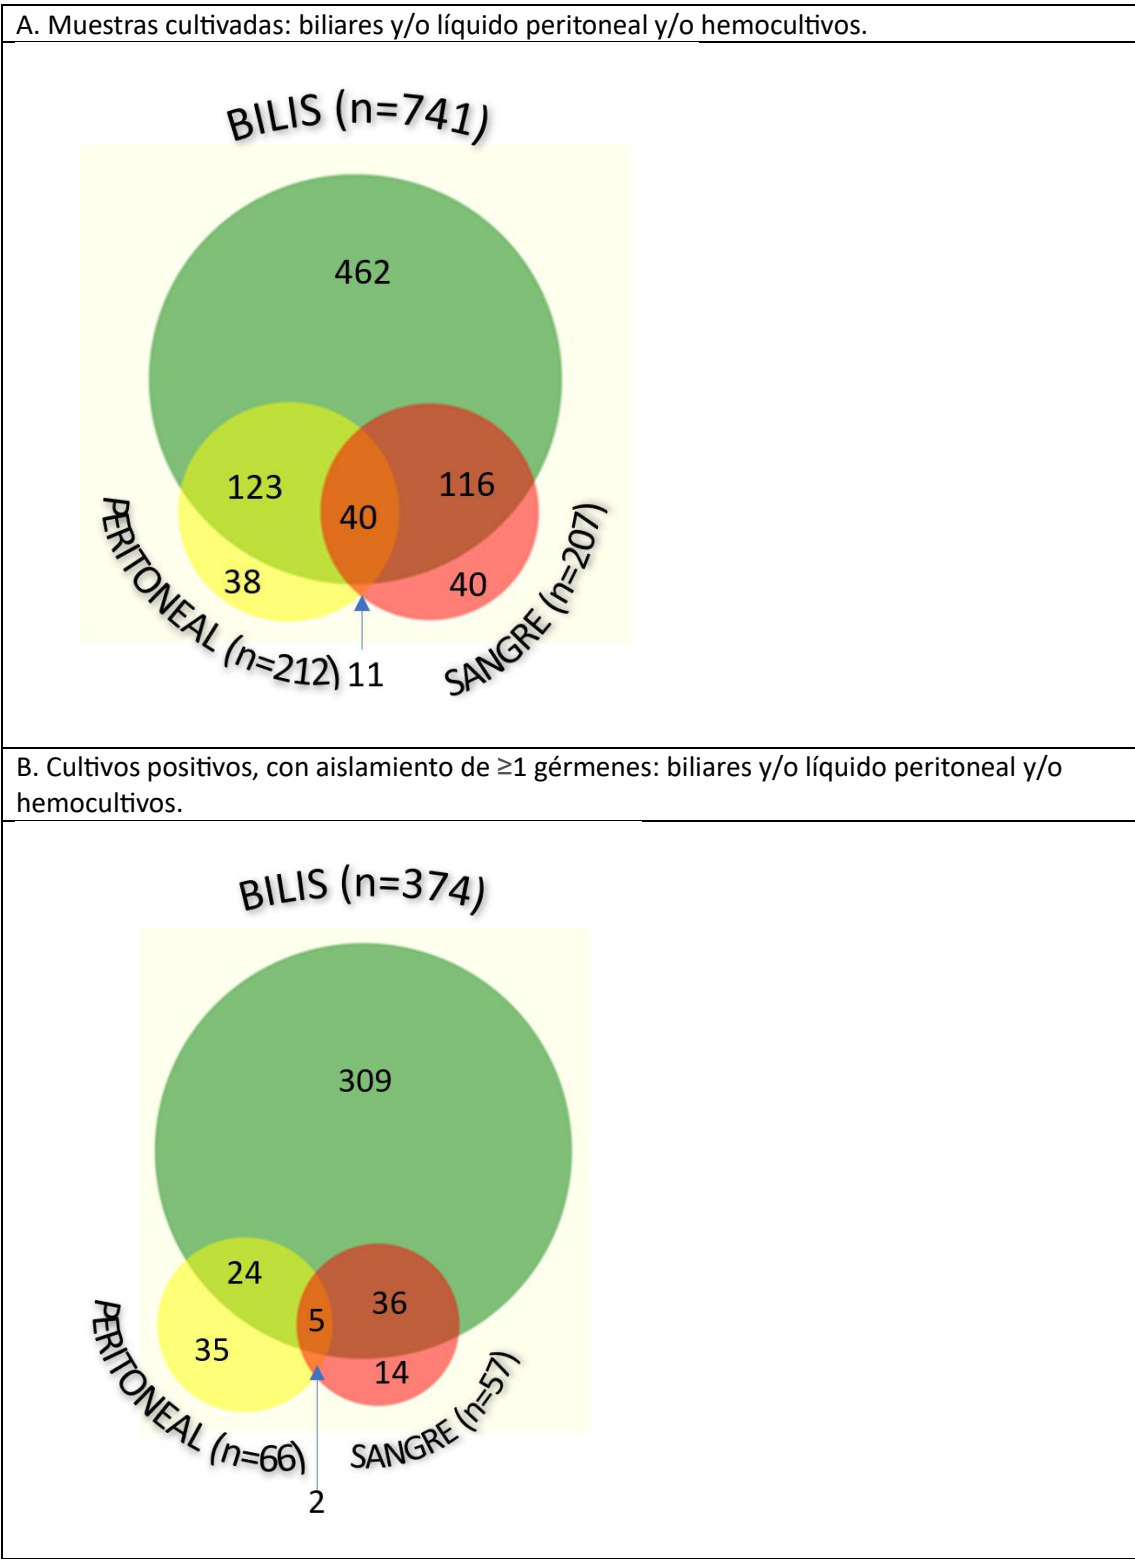 A. Muestras cultivadas: biliares y/o líquido peritoneal y/o hemocultivos.
BILIS (n=741)
462
123
40
116
38
40
PERITONEAL (n=212)
11
SANGRE (n=207)
B. Cultivos positivos, con aislamiento de ≥1 gérmenes: biliares y/o líquido peritoneal y/o
hemocultivos.
BILIS (n=374)
309
24
5
36
35
14
PERITONEAL (n=66)
SANGRE (n=57)
2